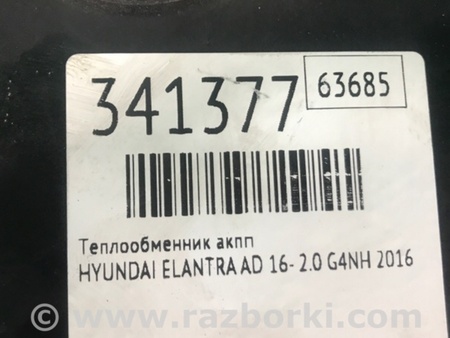 341377
63685
Теплообменник акпп
HYUNDAI ELANTRA AD 16- 2.0 G4NH 2016
© www.razborki.com